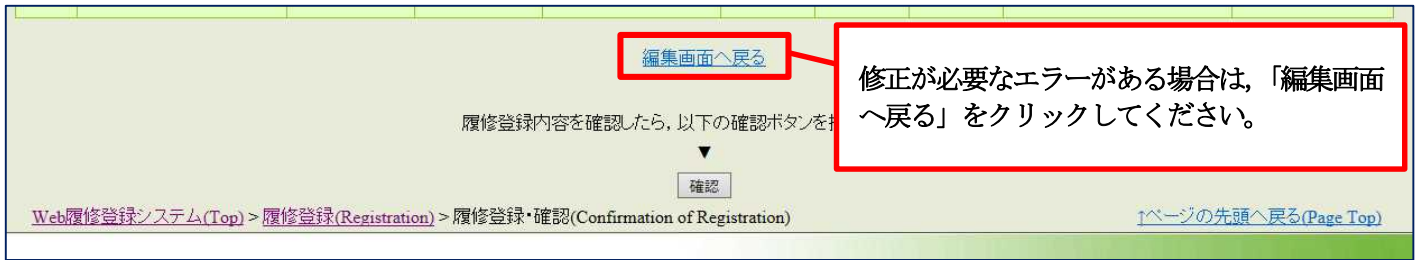 編集画面へ戻る
修正が必要なエラーがある場合は,「編集画面
へ戻る」をクリックしてください。
履修登録内容を確認したら,以下の確認ボタンを
▼
確認
Web履修登録システム(Top) > 履修登録(Registration) > 履修登録・確認(Confirmation of Registration)
↑ページの先頭へ戻る(Page Top)